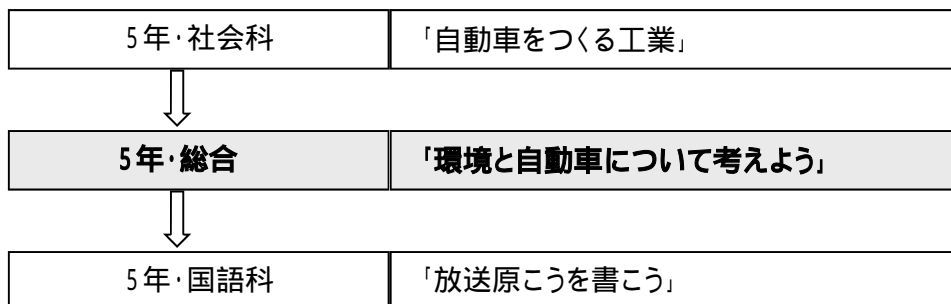 5年・社会科 「自動車をつくる工業」
5年・総合 「環境と自動車について考えよう」
5年・国語科 「放送原こうを書こう」